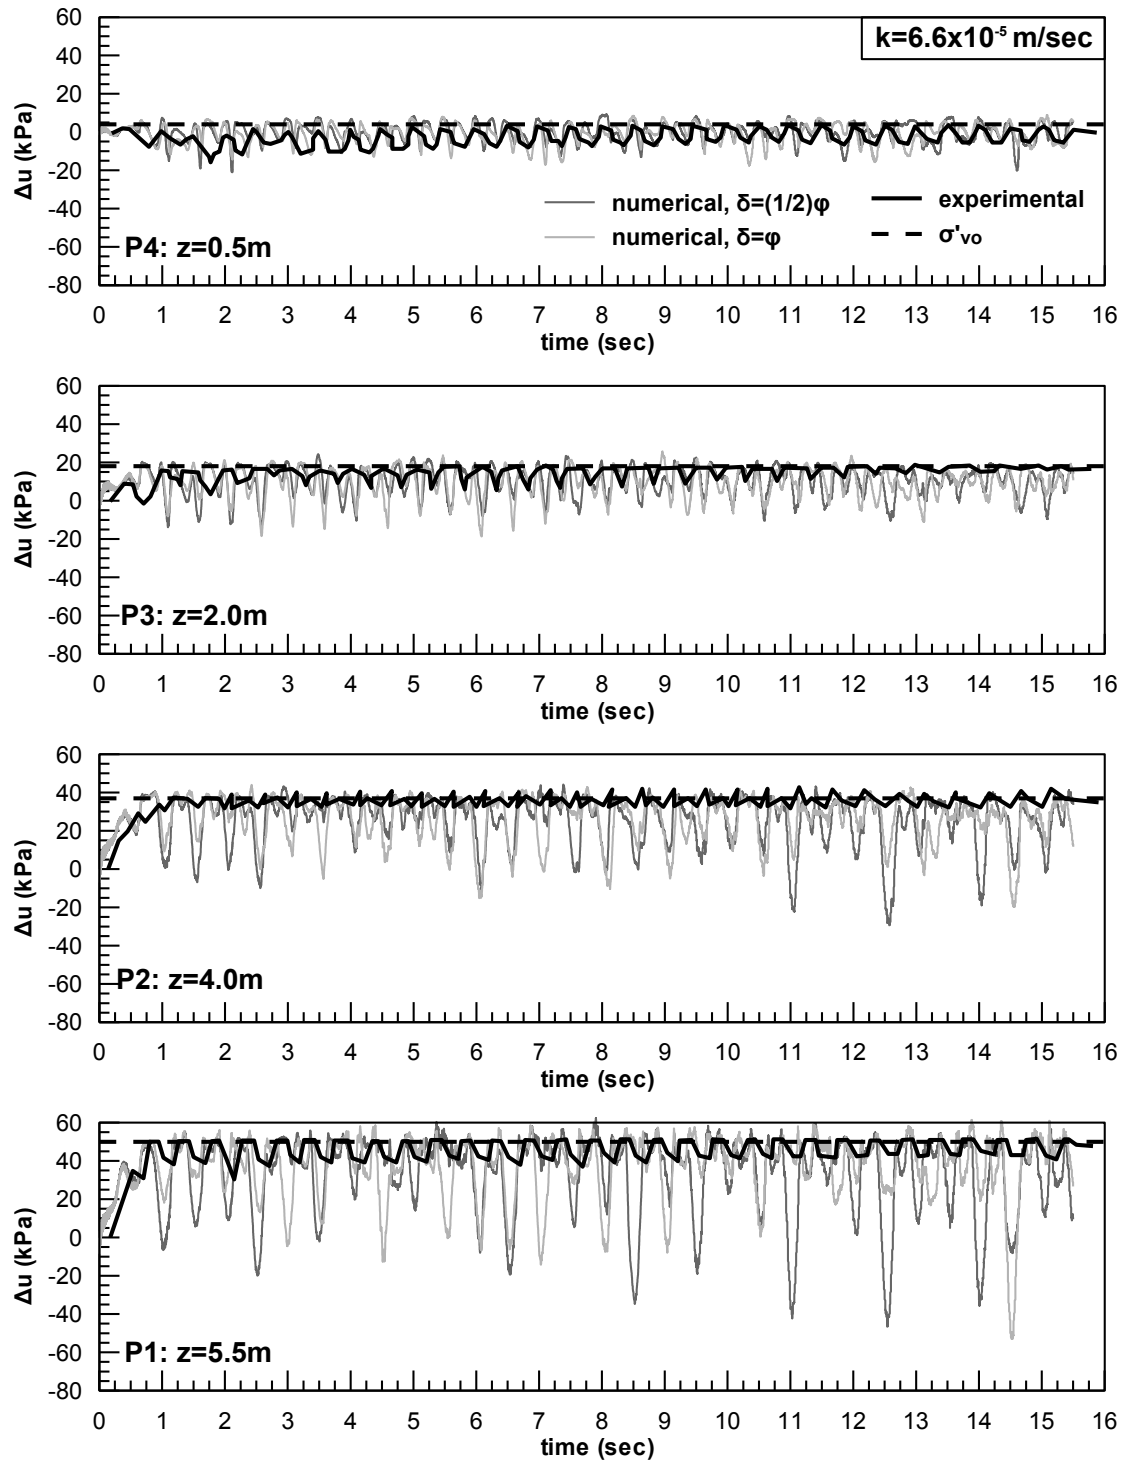 k=6.6x10-5 m/sec
60
40
20
0
-20
-40
-60
-80
Δu (kPa)
numerical, δ=(1/2)φ
experimental
numerical, δ=φ
σ'vo
P4: z=0.5m
0 1 2 3 4 5 6 7 8 9 10 11 12 13 14 15 16
time (sec)
60
40
20
0
-20
-40
-60
-80
Δu (kPa)
P3: z=2.0m
0 1 2 3 4 5 6 7 8 9 10 11 12 13 14 15 16
time (sec)
60
40
20
0
-20
-40
-60
-80
Δu (kPa)
P2: z=4.0m
0 1 2 3 4 5 6 7 8 9 10 11 12 13 14 15 16
time (sec)
60
40
20
0
-20
-40
-60
-80
Δu (kPa)
P1: z=5.5m
0 1 2 3 4 5 6 7 8 9 10 11 12 13 14 15 16
time (sec)